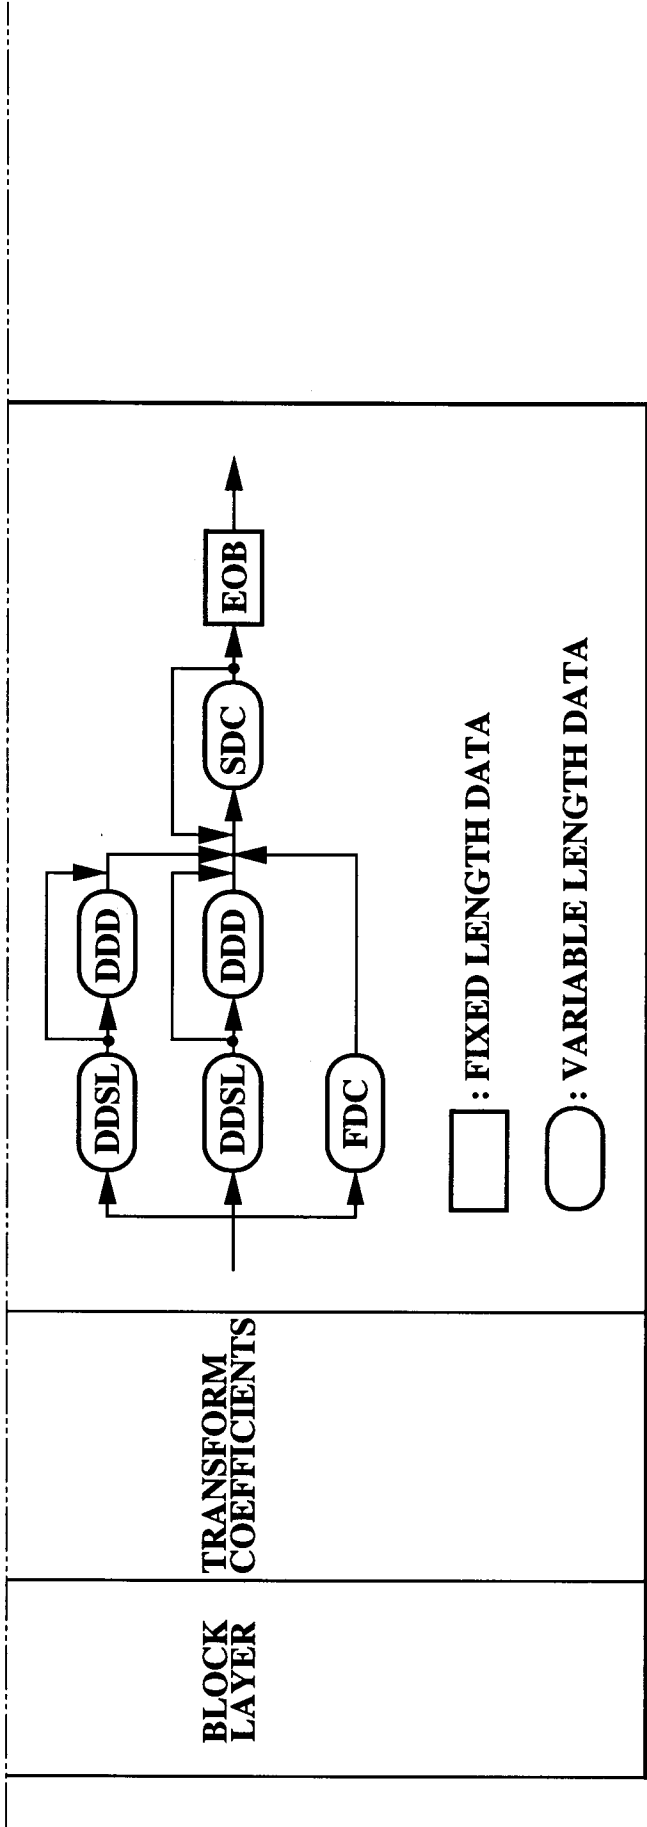 BLOCK
LAYER
TRANSFORM
COEFFICIENTS
DDSL
DDD
DDSL
DDD
SDC
EOB
FDC
: FIXED LENGTH DATA
: VARIABLE LENGTH DATA